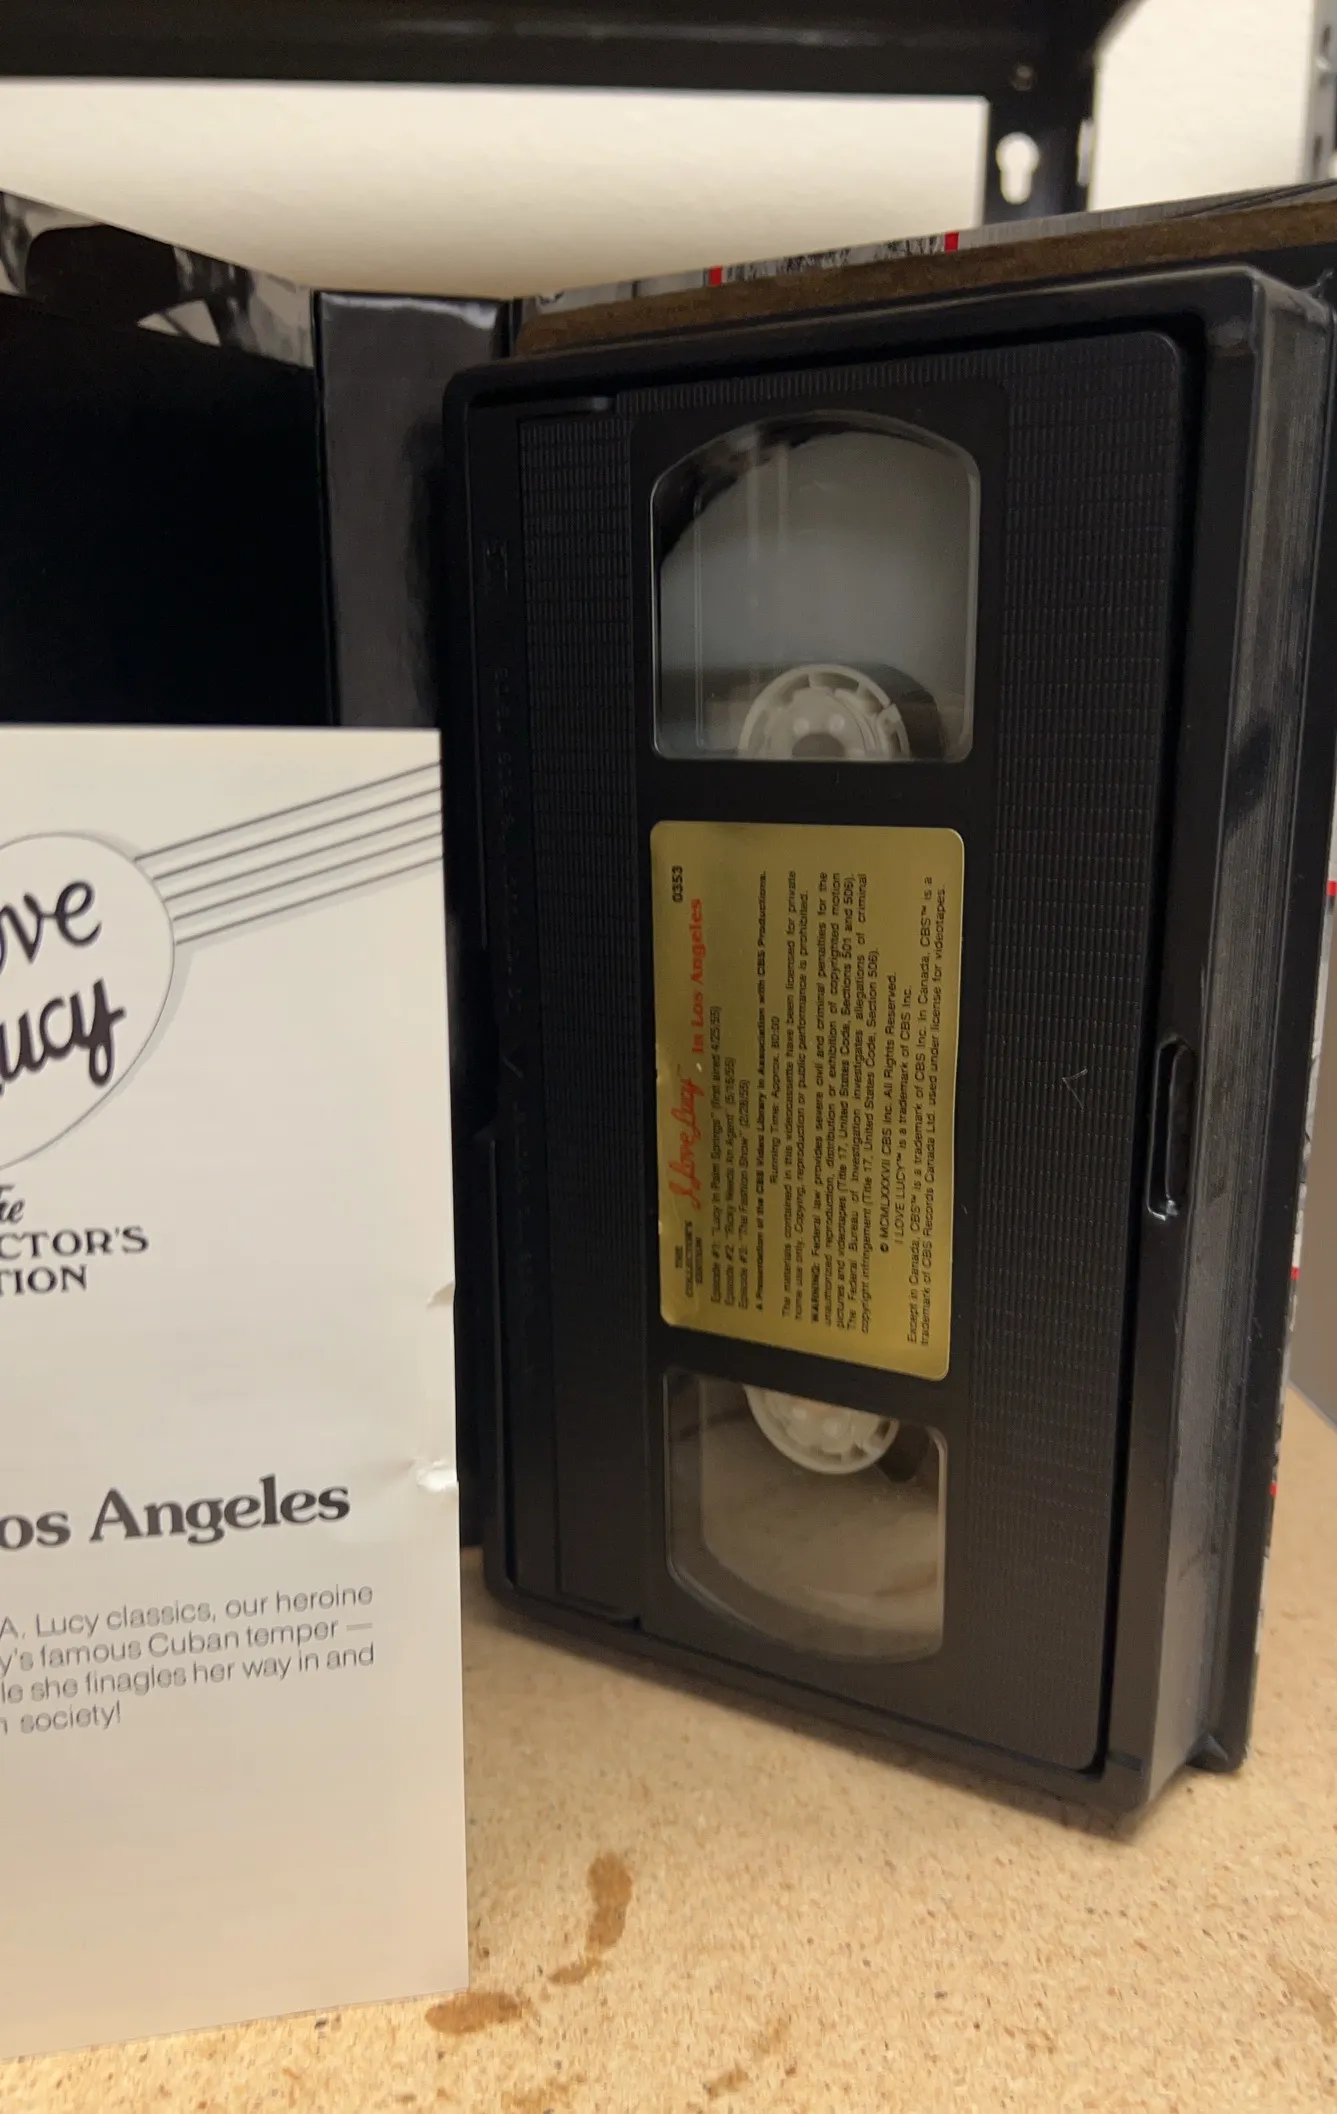 ove
ucy
The
CTOR'S
TION
os Angeles
A. Lucy classics, our heroine
y's famous Cuban temper —
le she finagles her way in and
society!
0353
THE
COLLECTOR'S
EDITION
I Love Lucy™ In Los Angeles
Episode #1: "Lucy in Palm Springs" (first aired 4/25/55)
Episode #2: "Ricky Needs An Agent" (5/16/55)
Episode #3: "The Fashion Show" (2/28/55)
A Presentation of the CBS Video Library in Association with CBS Productions.
Running Time: Approx. 80:00
The materials contained in this videocassette have been licensed for private
home use only. Copying, reproduction or public performance is prohibited.
WARNING: Federal law provides severe civil and criminal penalties for the
unauthorized reproduction, distribution or exhibition of copyrighted motion
pictures and videotapes (Title 17, United States Code, Sections 501 and 506).
The Federal Bureau of Investigation investigates allegations of criminal
copyright infringement (Title 17, United States Code, Section 506).
© MCMLXXXVII CBS Inc. All Rights Reserved.
I LOVE LUCY™ is a trademark of CBS Inc.
Except in Canada, CBS™ is a trademark of CBS Inc. In Canada, CBS™ is a
trademark of CBS Records Canada Ltd. used under license for videotapes.